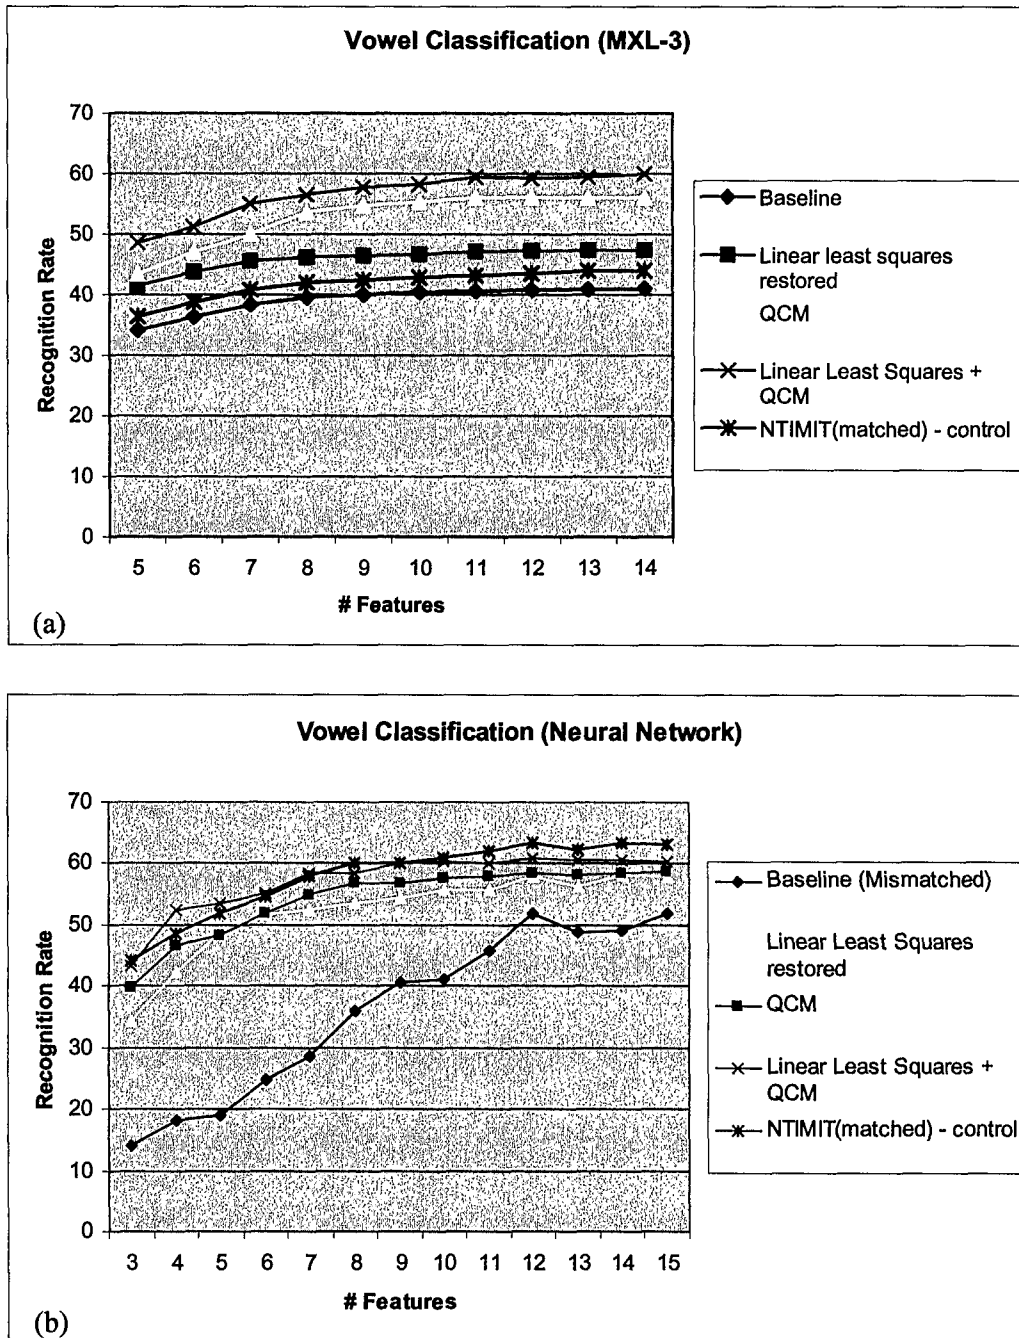 Vowel Classification (MXL-3)
70
60
50
40
30
20
10
0
Recognition Rate
5 6 7 8 9 10 11 12 13 14
# Features
Baseline
Linear least squares
restored
QCM
Linear Least Squares +
QCM
NTIMIT(matched) - control
(a)
Vowel Classification (Neural Network)
70
60
50
40
30
20
10
0
Recognition Rate
3 4 5 6 7 8 9 10 11 12 13 14 15
# Features
Baseline (Mismatched)
Linear Least Squares
restored
QCM
Linear Least Squares +
QCM
NTIMIT(matched) - control
(b)